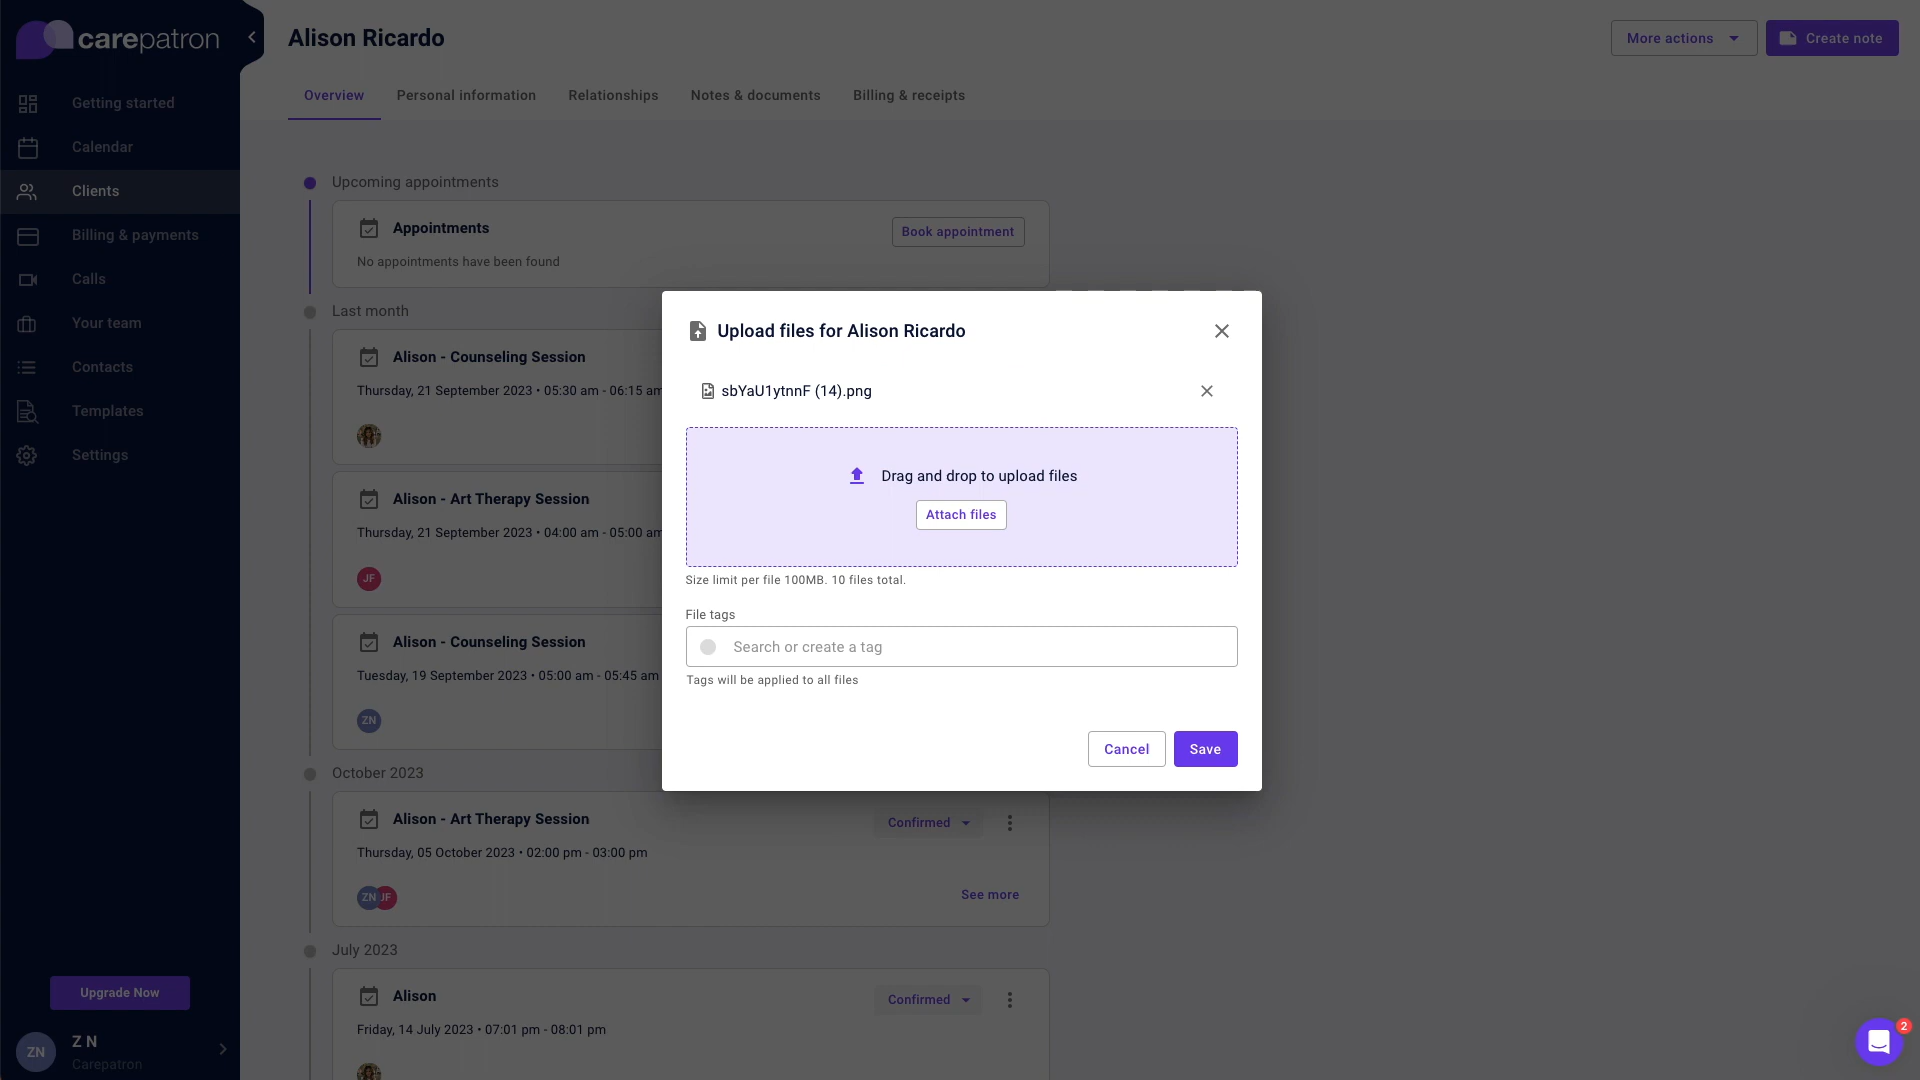 carepatron
Getting started
Calendar
Clients
Billing & payments
Calls
Your team
Contacts
Templates
Settings
Upgrade Now
ZN
Z N
Carepatron
Alison Ricardo
More actions
Create note
Overview
Personal information
Relationships
Notes & documents
Billing & receipts
Upcoming appointments
Appointments
Book appointment
No appointments have been found
Last month
Alison - Counseling Session
Thursday, 21 September 2023 • 05:30 am - 06:15 am
Alison - Art Therapy Session
Thursday, 21 September 2023 • 04:00 am - 05:00 am
JF
Alison - Counseling Session
Tuesday, 19 September 2023 • 05:00 am - 05:45 am
ZN
October 2023
Alison - Art Therapy Session
Confirmed
Thursday, 05 October 2023 • 02:00 pm - 03:00 pm
ZN JF
See more
July 2023
Alison
Confirmed
Friday, 14 July 2023 • 07:01 pm - 08:01 pm
Upload files for Alison Ricardo
sbYaU1ytnnF (14).png
Drag and drop to upload files
Attach files
Size limit per file 100MB. 10 files total.
File tags
Search or create a tag
Tags will be applied to all files
Cancel
Save
2